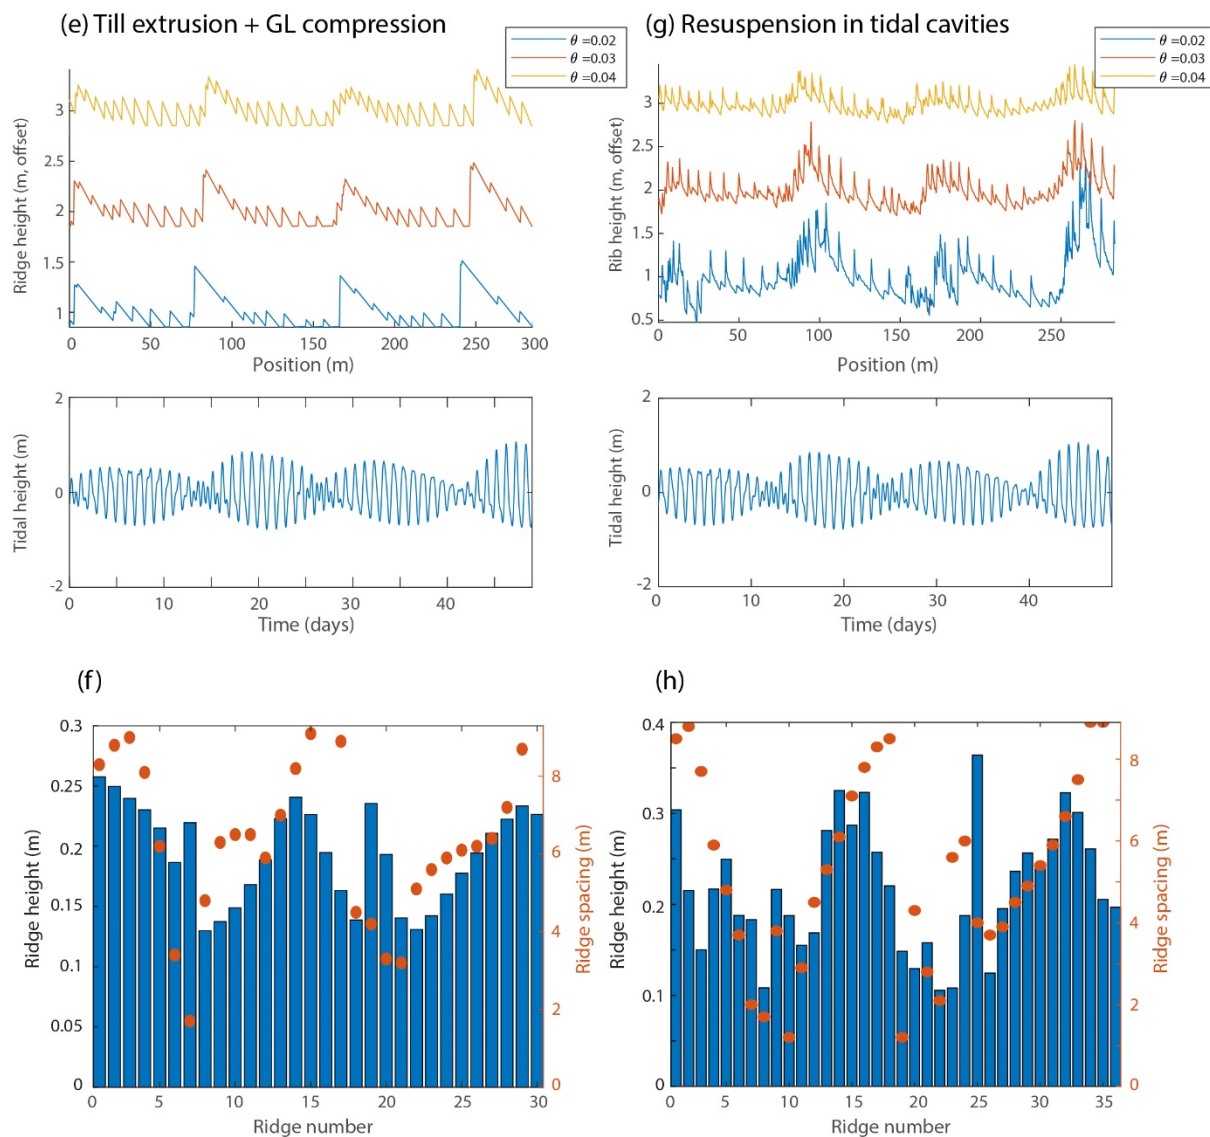 (e) Till extrusion + GL compression
θ =0.02
θ =0.03
θ =0.04
Ridge height (m, offset)
3
2.5
2
1.5
1
0 50 100 150 200 250 300
Position (m)
Tidal height (m)
2
0
-2
0 10 20 30 40
Time (days)
(g) Resuspension in tidal cavities
θ =0.02
θ =0.03
θ =0.04
Rib height (m, offset)
3
2.5
2
1.5
1
0.5
0 50 100 150 200 250
Position (m)
Tidal height (m)
2
0
-2
0 10 20 30 40
Time (days)
(f)
Ridge height (m)
0.3
0.25
0.2
0.15
0.1
0.05
0
0 5 10 15 20 25 30
Ridge number
8
6
4
2
0
Ridge spacing (m)
(h)
Ridge height (m)
0.4
0.3
0.2
0.1
0
0 5 10 15 20 25 30 35
Ridge number
8
6
4
2
0
Ridge spacing (m)